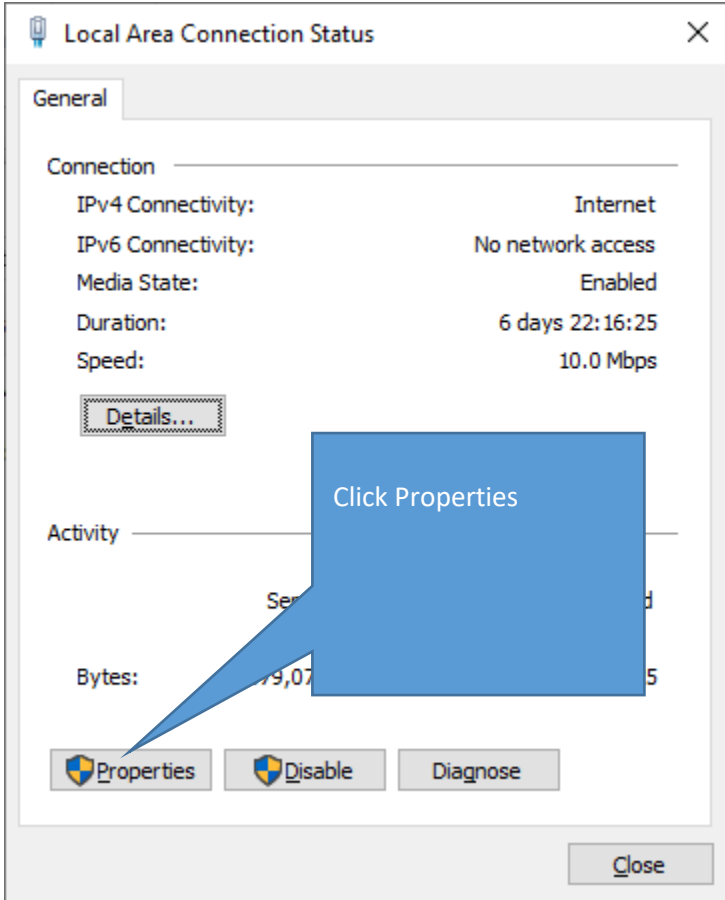 Local Area Connection Status
General
Connection
IPv4 Connectivity: Internet
IPv6 Connectivity: No network access
Media State: Enabled
Duration: 6 days 22:16:25
Speed: 10.0 Mbps
Details...
Click Properties
Activity
Bytes:
Properties Disable Diagnose
Close